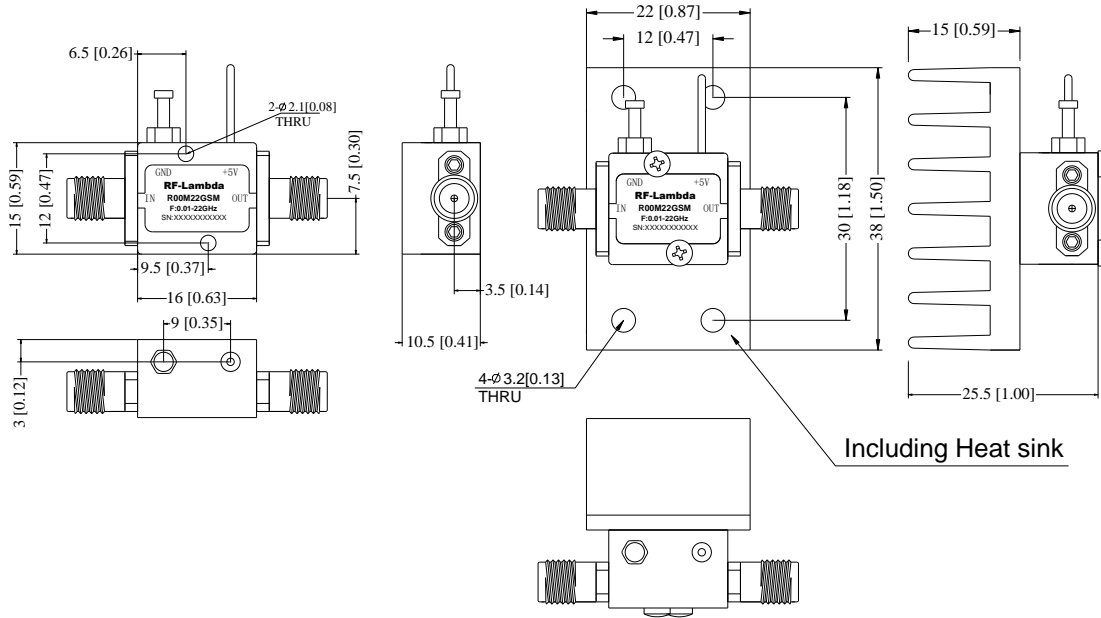 6.5 [0.26]
2-ø 2.1[0.08]
THRU
15 [0.59]
12 [0.47]
GND +5V
RF-Lambda
IN R00M22GSM OUT
F:0.01-22GHz
SN:XXXXXXXXXXX
7.5 [0.30]
9.5 [0.37]
16 [0.63]
9 [0.35]
3 [0.12]
3.5 [0.14]
10.5 [0.41]
22 [0.87]
12 [0.47]
GND +5V
RF-Lambda
IN R00M22GSM OUT
F:0.01-22GHz
SN:XXXXXXXXXXX
30 [1.18]
38 [1.50]
4-ø 3.2[0.13]
THRU
15 [0.59]
25.5 [1.00]
Including Heat sink